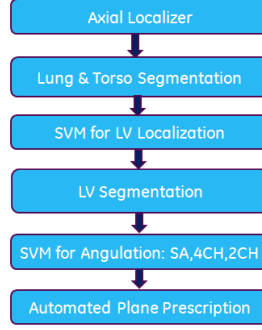 Axial Localizer
Lung & Torso Segmentation
SVM for LV Localization
LV Segmentation
SVM for Angulation: SA,4CH,2CH
Automated Plane Prescription